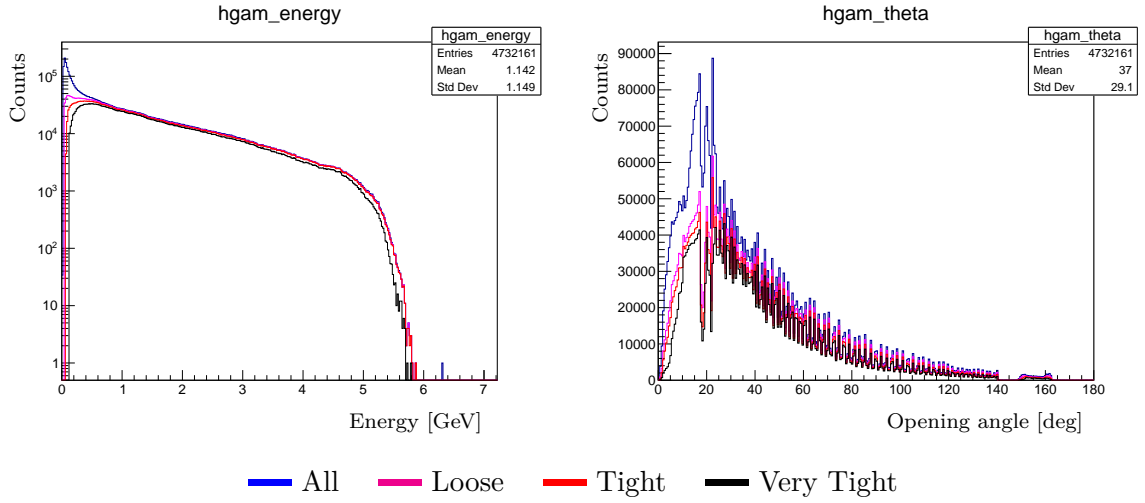 hgam_energy
hgam_energy
Entries 4732161
Mean 1.142
Std Dev 1.149
Counts
10^5
10^4
10^3
10^2
10
1
0 1 2 3 4 5 6 7
Energy [GeV]
hgam_theta
hgam_theta
Entries 4732161
Mean 37
Std Dev 29.1
Counts
90000
80000
70000
60000
50000
40000
30000
20000
10000
0
0 20 40 60 80 100 120 140 160 180
Opening angle [deg]
All Loose Tight Very Tight